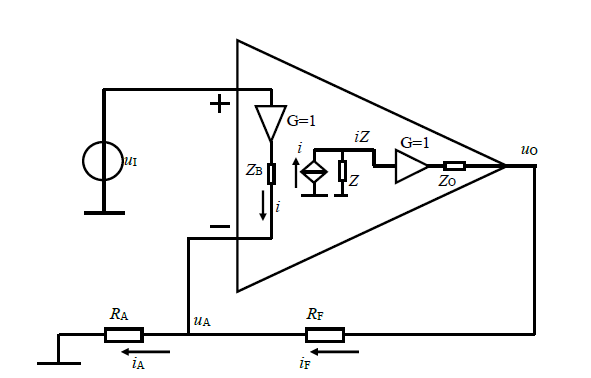 +
G=1
uI
ZB
i
i
iZ
Z
G=1
ZO
uO
−
RA
uA
RF
iA
iF